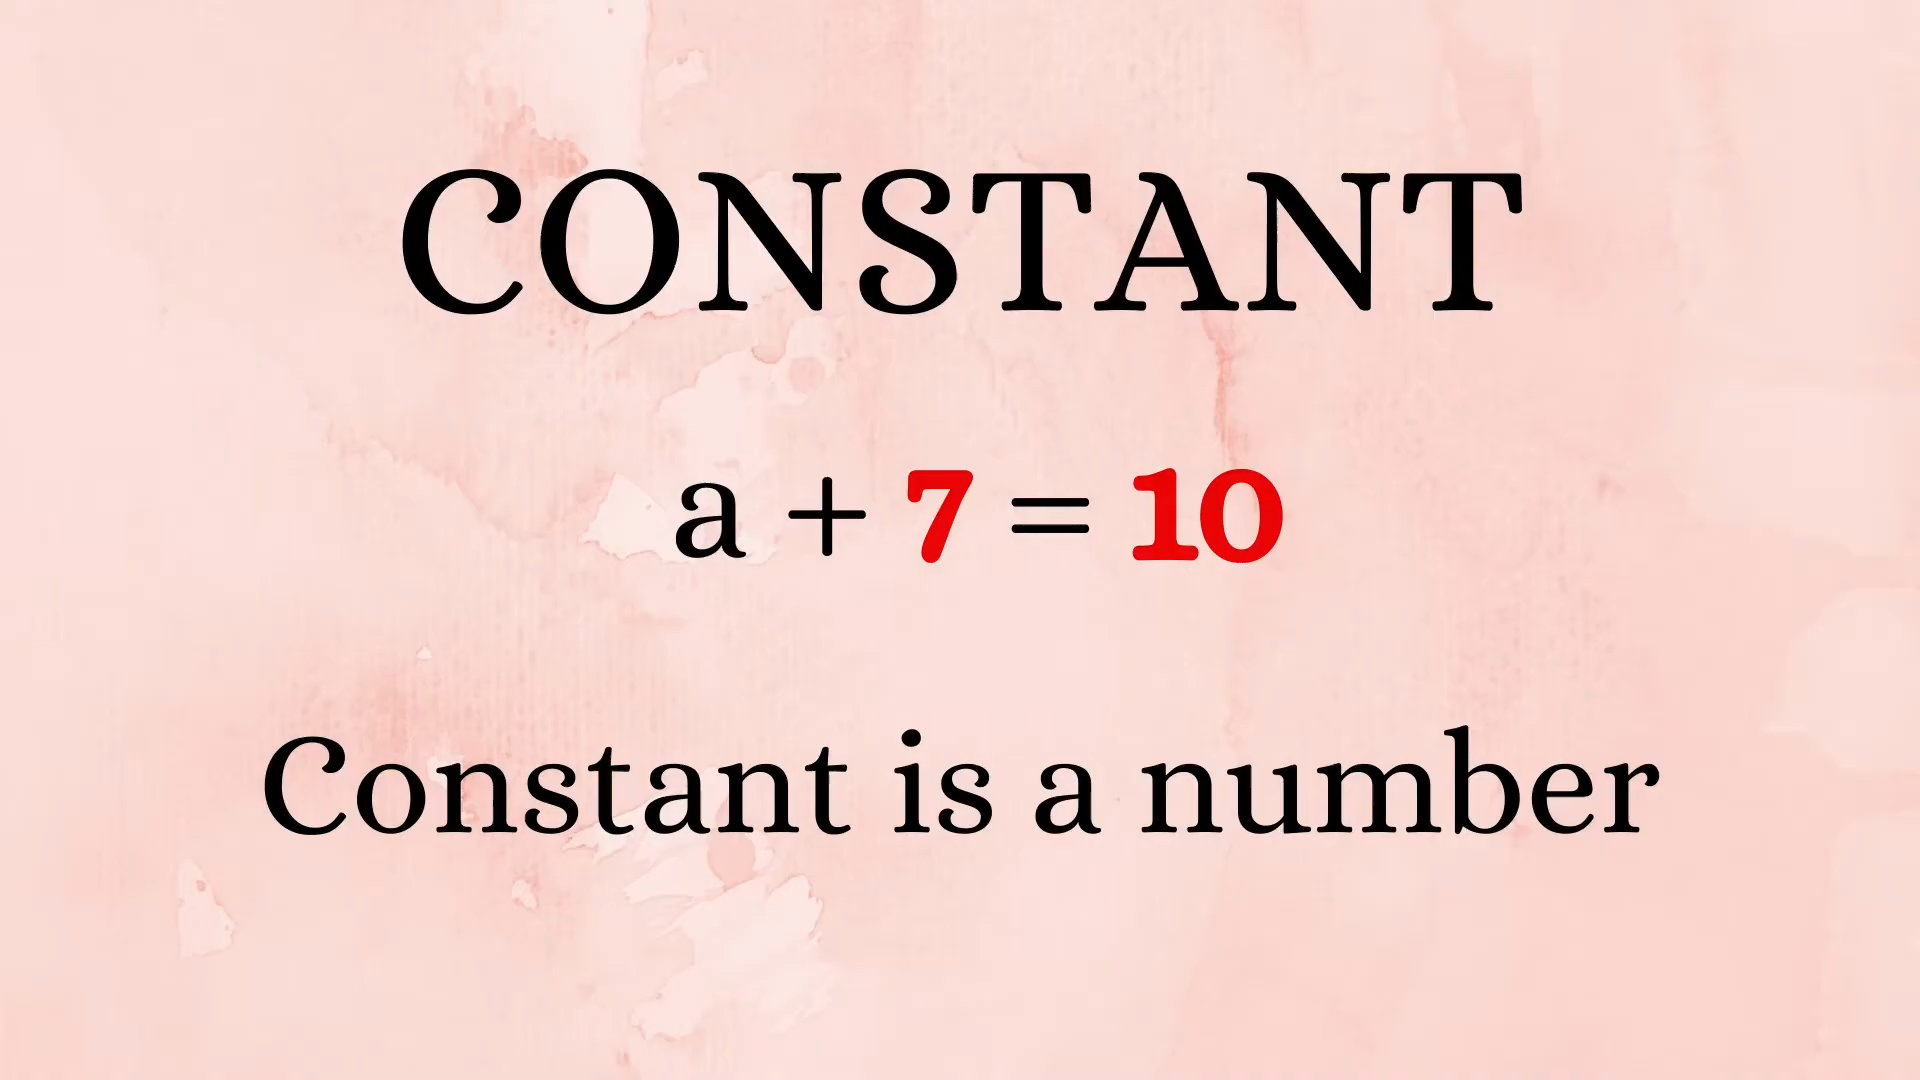 CONSTANT
a + 7 = 10
Constant is a number